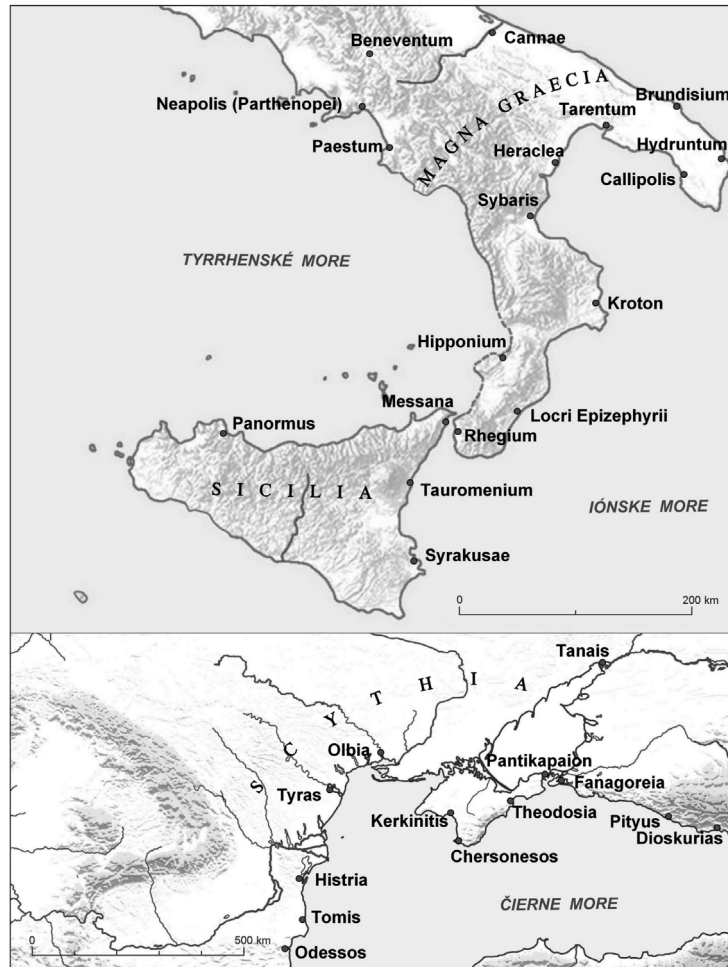 Cannae
Beneventum
MAGNA GRAECIA
Neapolis (Parthenopei)
Brundisium
Tarentum
Paestum
Heraclea
Hydruntum
Callipolis
Sybaris
TYRRHENSKÉ MORE
Kroton
Hipponium
Messana
Locri Epizephyrii
Panormus
Rhegium
SICILIA
Tauromenium
IÓNSKE MORE
Syrakusae
0 200 km
Tanais
SCYTHIA
Olbia
Pantikapaion
Tyras
Fanagoreia
Kerkinitis
Theodosia
Pityus
Dioskurias
Chersonesos
Histria
ČIERNE MORE
Tomis
0 500 km
Odessos